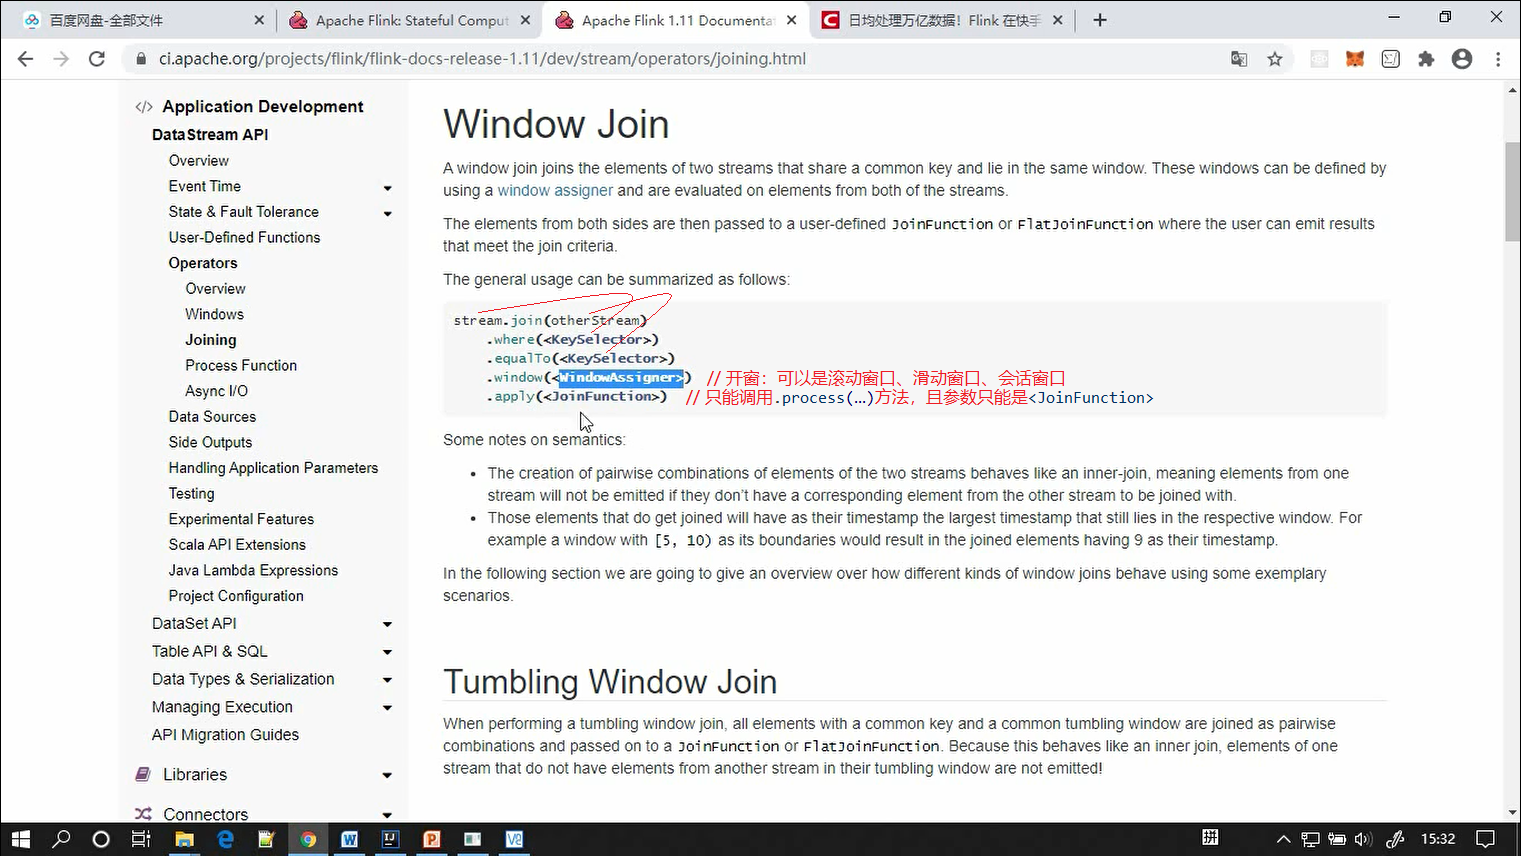 百度网盘-全部文件
Apache Flink: Stateful Comput
Apache Flink 1.11 Documenta
日均处理万亿数据！Flink 在快手
ci.apache.org/projects/flink/flink-docs-release-1.11/dev/stream/operators/joining.html
Application Development
DataStream API
Overview
Event Time
State & Fault Tolerance
User-Defined Functions
Operators
Overview
Windows
Joining
Process Function
Async I/O
Data Sources
Side Outputs
Handling Application Parameters
Testing
Experimental Features
Scala API Extensions
Java Lambda Expressions
Project Configuration
DataSet API
Table API & SQL
Data Types & Serialization
Managing Execution
API Migration Guides
Libraries
Connectors
Window Join
A window join joins the elements of two streams that share a common key and lie in the same window. These windows can be defined by
using a window assigner and are evaluated on elements from both of the streams.
The elements from both sides are then passed to a user-defined JoinFunction or FlatJoinFunction where the user can emit results
that meet the join criteria.
The general usage can be summarized as follows:
stream.join(otherStream)
.where(<KeySelector>)
.equalTo(<KeySelector>)
.window(<WindowAssigner>) // 开窗：可以是滚动窗口、滑动窗口、会话窗口
.apply(<JoinFunction>) // 只能调用.process(…)方法，且参数只能是<JoinFunction>
Some notes on semantics:
• The creation of pairwise combinations of elements of the two streams behaves like an inner-join, meaning elements from one
stream will not be emitted if they don't have a corresponding element from the other stream to be joined with.
• Those elements that do get joined will have as their timestamp the largest timestamp that still lies in the respective window. For
example a window with [5, 10) as its boundaries would result in the joined elements having 9 as their timestamp.
In the following section we are going to give an overview over how different kinds of window joins behave using some exemplary
scenarios.
Tumbling Window Join
When performing a tumbling window join, all elements with a common key and a common tumbling window are joined as pairwise
combinations and passed on to a JoinFunction or FlatJoinFunction. Because this behaves like an inner join, elements of one
stream that do not have elements from another stream in their tumbling window are not emitted!
拼
15:32